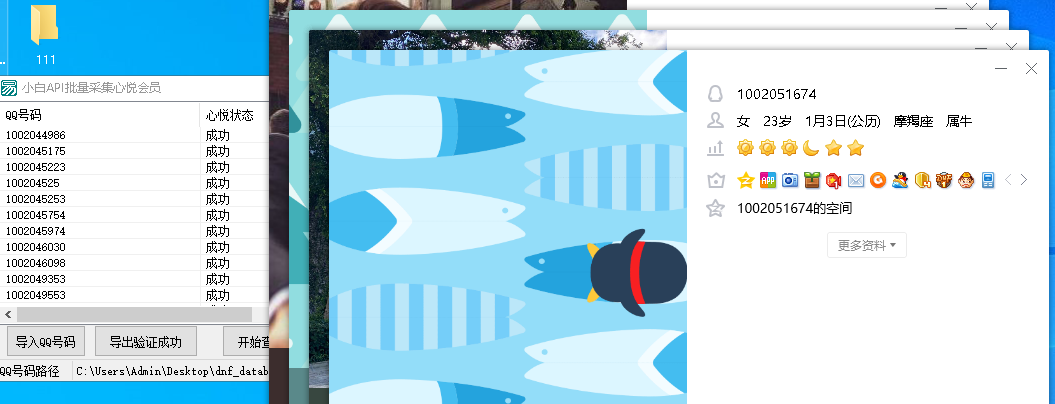 111
小白API批量采集心悦会员
QQ号码 心悦状态
1002044986 成功
1002045175 成功
1002045223 成功
100204525 成功
1002045253 成功
1002045754 成功
1002045974 成功
1002046030 成功
1002046098 成功
1002049353 成功
1002049553 成功
导入QQ号码 导出验证成功 开始查
QQ号码路径 C:\Users\Admin\Desktop\dnf_datab
1002051674
女 23岁 1月3日(公历) 摩羯座 属牛
APP
1002051674的空间
更多资料